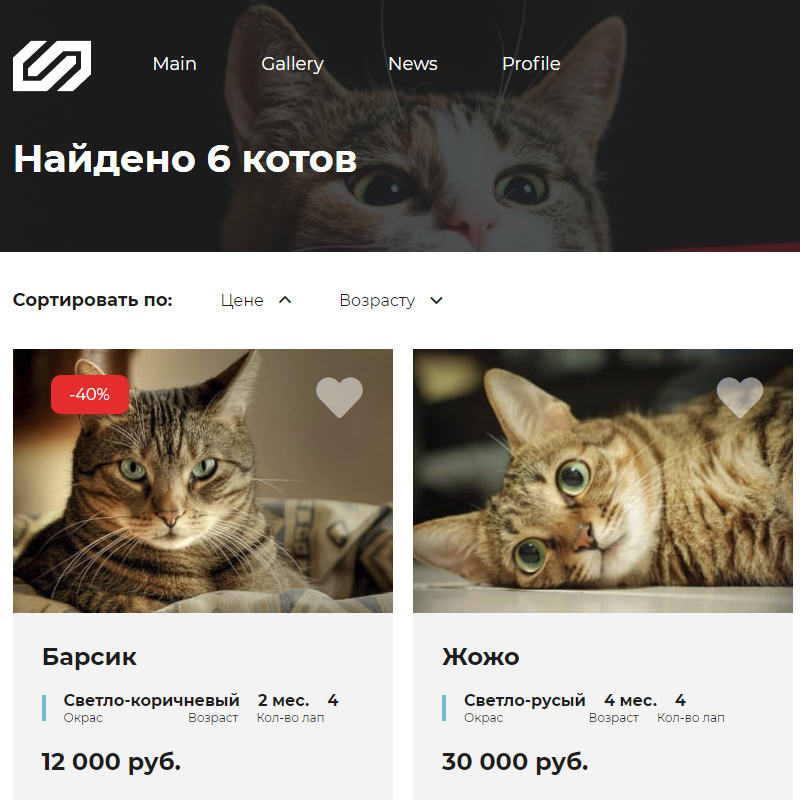 Main Gallery News Profile
Найдено 6 котов
Сортировать по: Цене Возрасту
-40%
Барсик
Светло-коричневый 2 мес. 4
Окрас Возраст Кол-во лап
12 000 руб.
Жожо
Светло-русый 4 мес. 4
Окрас Возраст Кол-во лап
30 000 руб.